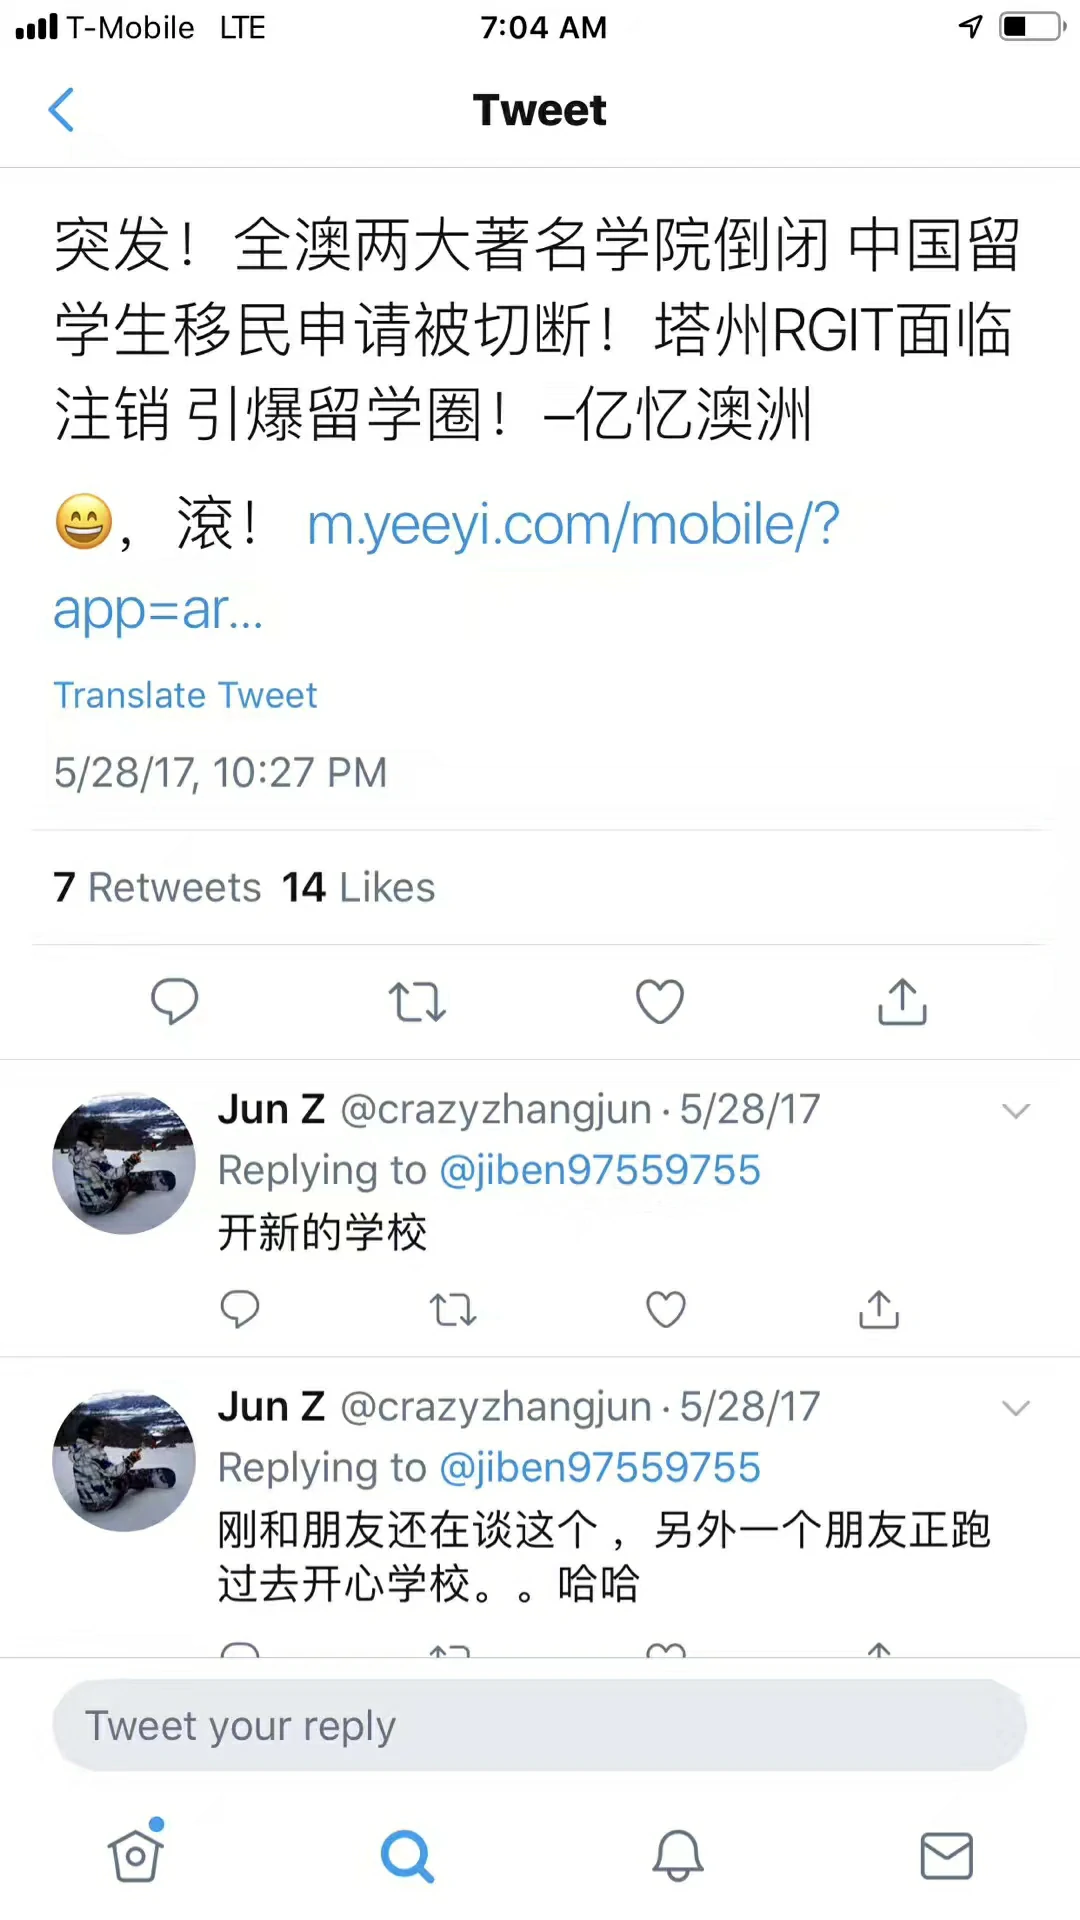 T-Mobile LTE 7:04 AM
Tweet
突发！全澳两大著名学院倒闭 中国留
学生移民申请被切断！塔州RGIT面临
注销 引爆留学圈！–亿忆澳洲
😄，滾！ m.yeeyi.com/mobile/?
app=ar...
Translate Tweet
5/28/17, 10:27 PM
7 Retweets 14 Likes
Jun Z @crazyzhangjun · 5/28/17
Replying to @jiben97559755
开新的学校
Jun Z @crazyzhangjun · 5/28/17
Replying to @jiben97559755
刚和朋友还在谈这个，另外一个朋友正跑
过去开心学校。。哈哈
Tweet your reply